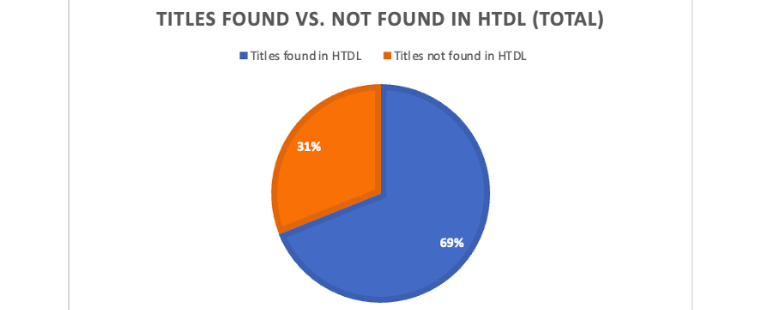 TITLES FOUND VS. NOT FOUND IN HTDL (TOTAL)
Titles found in HTDL Titles not found in HTDL
31%
69%